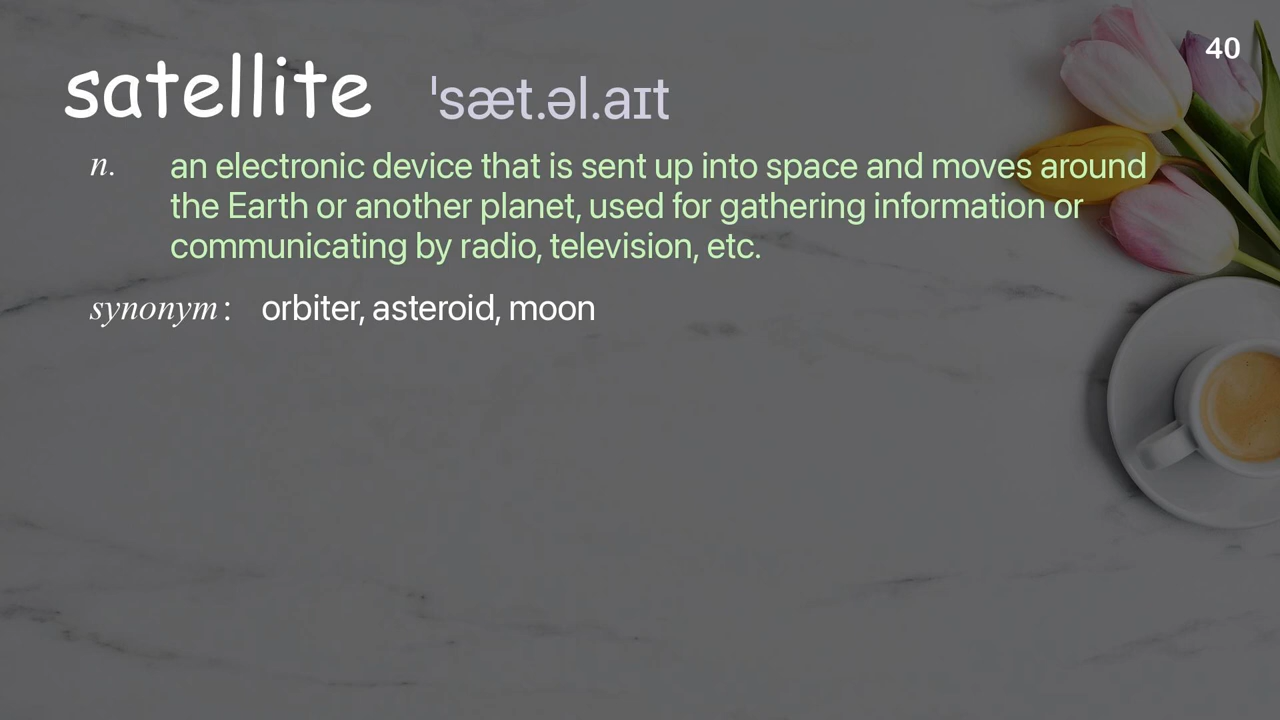 40
satellite ˈsæt.əl.aɪt
n. an electronic device that is sent up into space and moves around
the Earth or another planet, used for gathering information or
communicating by radio, television, etc.
synonym: orbiter, asteroid, moon